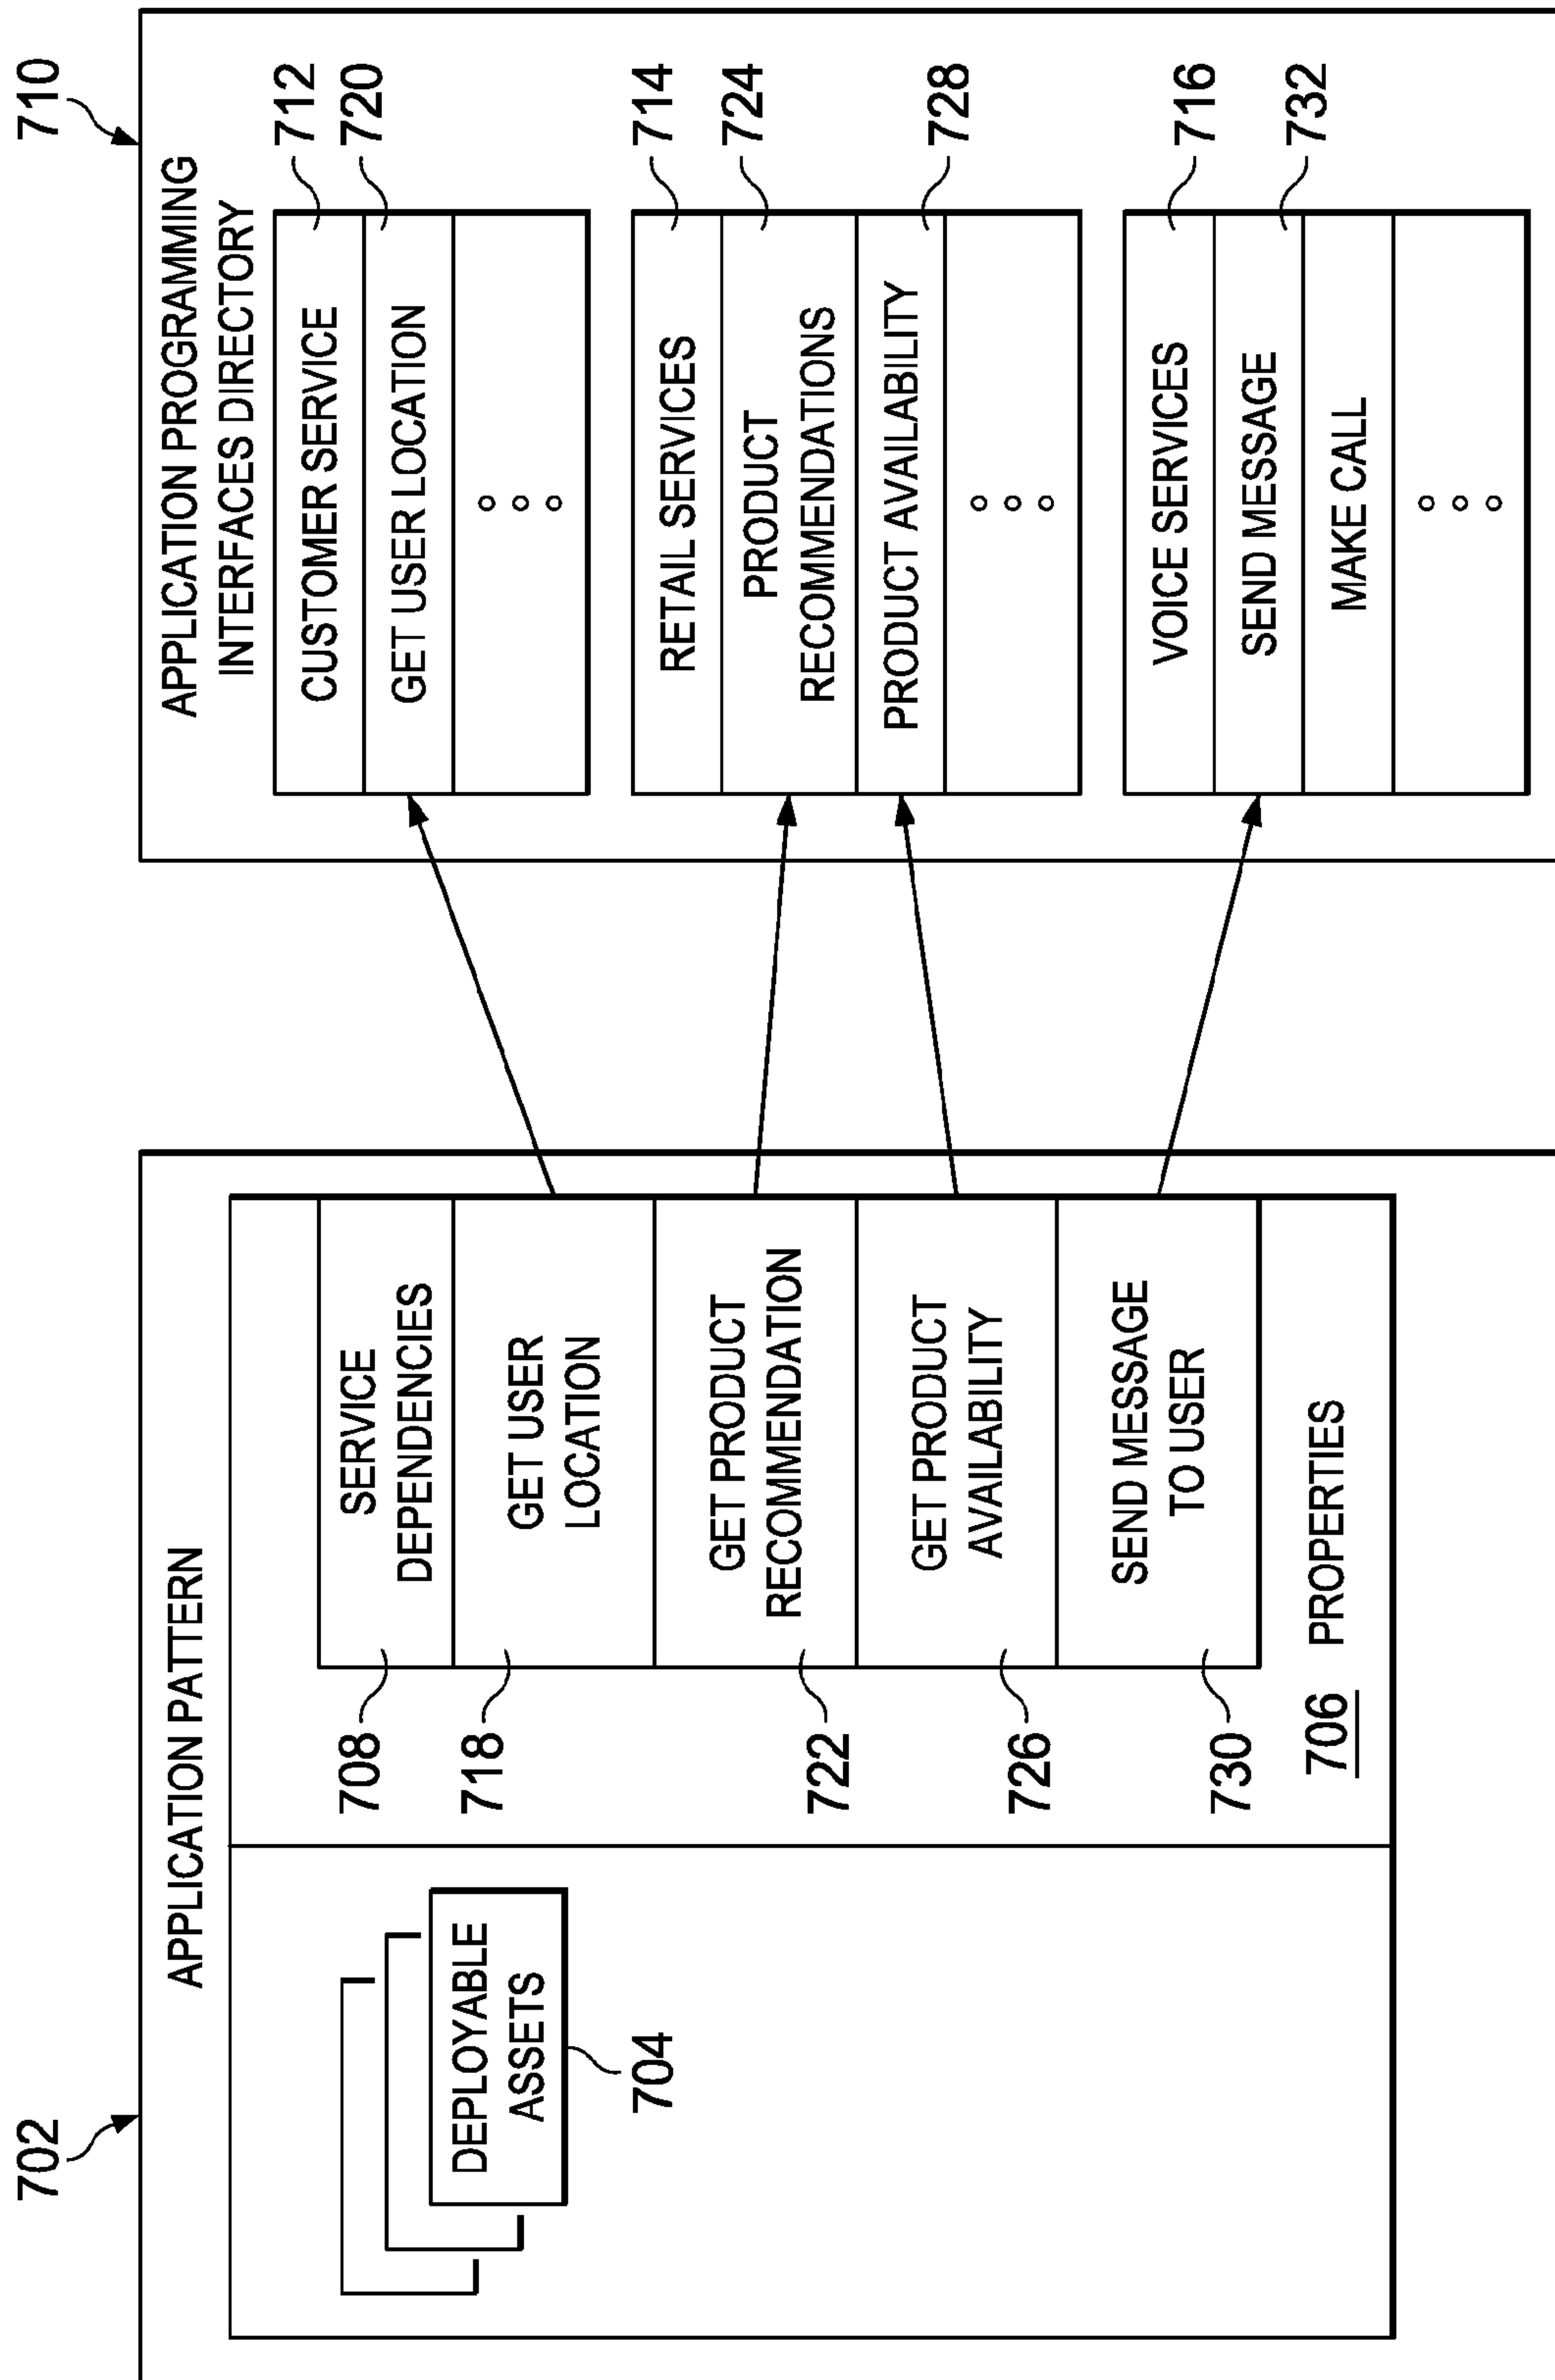 702
APPLICATION PATTERN
DEPLOYABLE
ASSETS
704
708
SERVICE
DEPENDENCIES
718
GET USER
LOCATION
722
GET PRODUCT
RECOMMENDATION
726
GET PRODUCT
AVAILABILITY
730
SEND MESSAGE
TO USER
706 PROPERTIES
710
APPLICATION PROGRAMMING
INTERFACES DIRECTORY
CUSTOMER SERVICE
712
GET USER LOCATION
720
RETAIL SERVICES
714
PRODUCT
RECOMMENDATIONS
724
PRODUCT AVAILABILITY
728
VOICE SERVICES
716
SEND MESSAGE
732
MAKE CALL